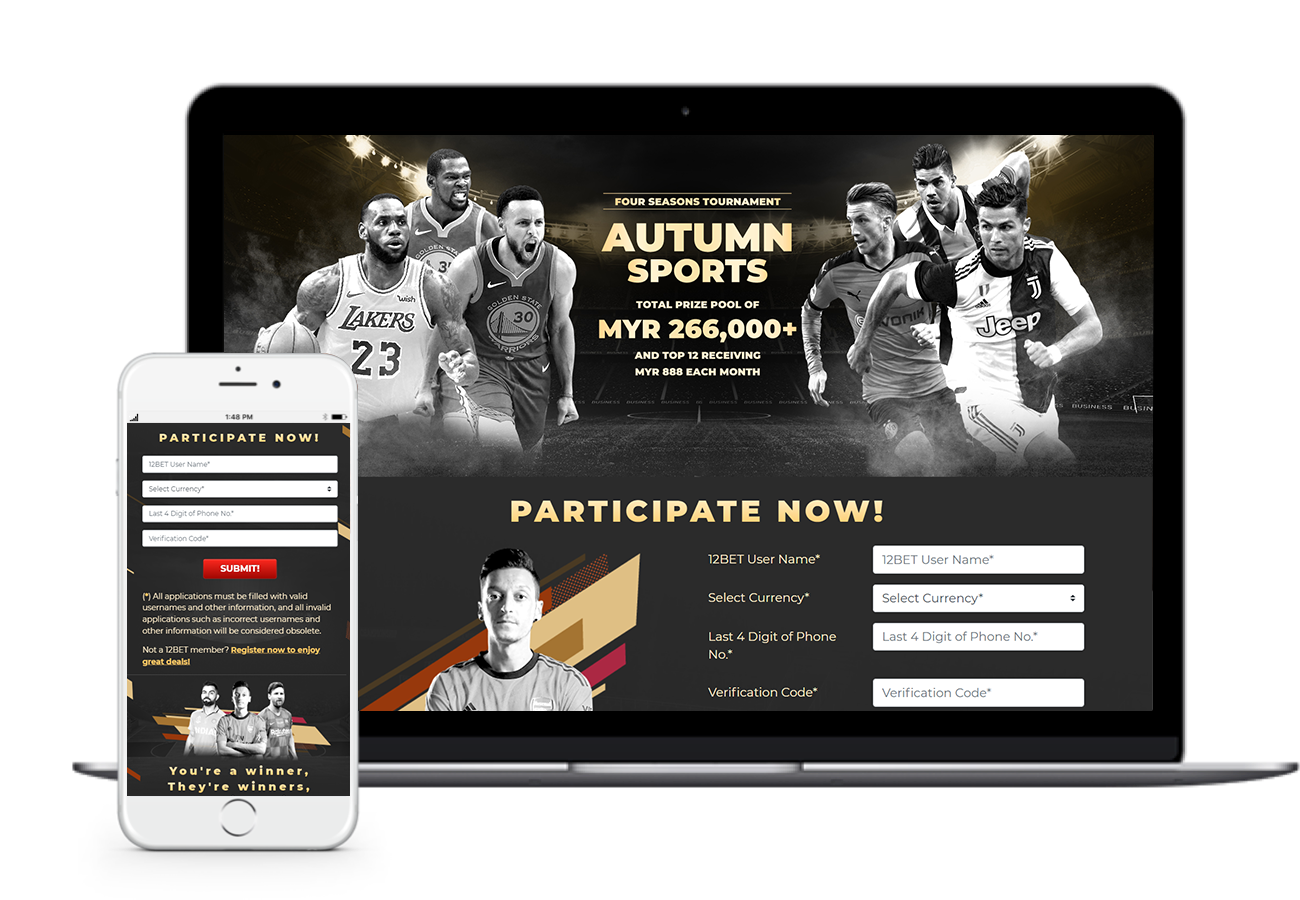 FOUR SEASONS TOURNAMENT
AUTUMN
SPORTS
TOTAL PRIZE POOL OF
MYR 266,000+
AND TOP 12 RECEIVING
MYR 888 EACH MONTH
wish
LAKERS
23
GOLDEN STATE
GOLDEN STATE
30
WARRIORS
Jeep
BUSINESS
BUSINESS
BUSINESS
PARTICIPATE NOW!
12BET User Name*
12BET User Name*
Select Currency*
Select Currency*
Last 4 Digit of Phone
No.*
Last 4 Digit of Phone No.*
Verification Code*
Verification Code*
1:48 PM
PARTICIPATE NOW!
12BET User Name*
Select Currency*
Last 4 Digit of Phone No.*
Verification Code*
SUBMIT!
(*) All applications must be filled with valid
usernames and other information, and all invalid
applications such as incorrect usernames and
other information will be considered obsolete.
Not a 12BET member? Register now to enjoy
great deals!
You're a winner,
They're winners,